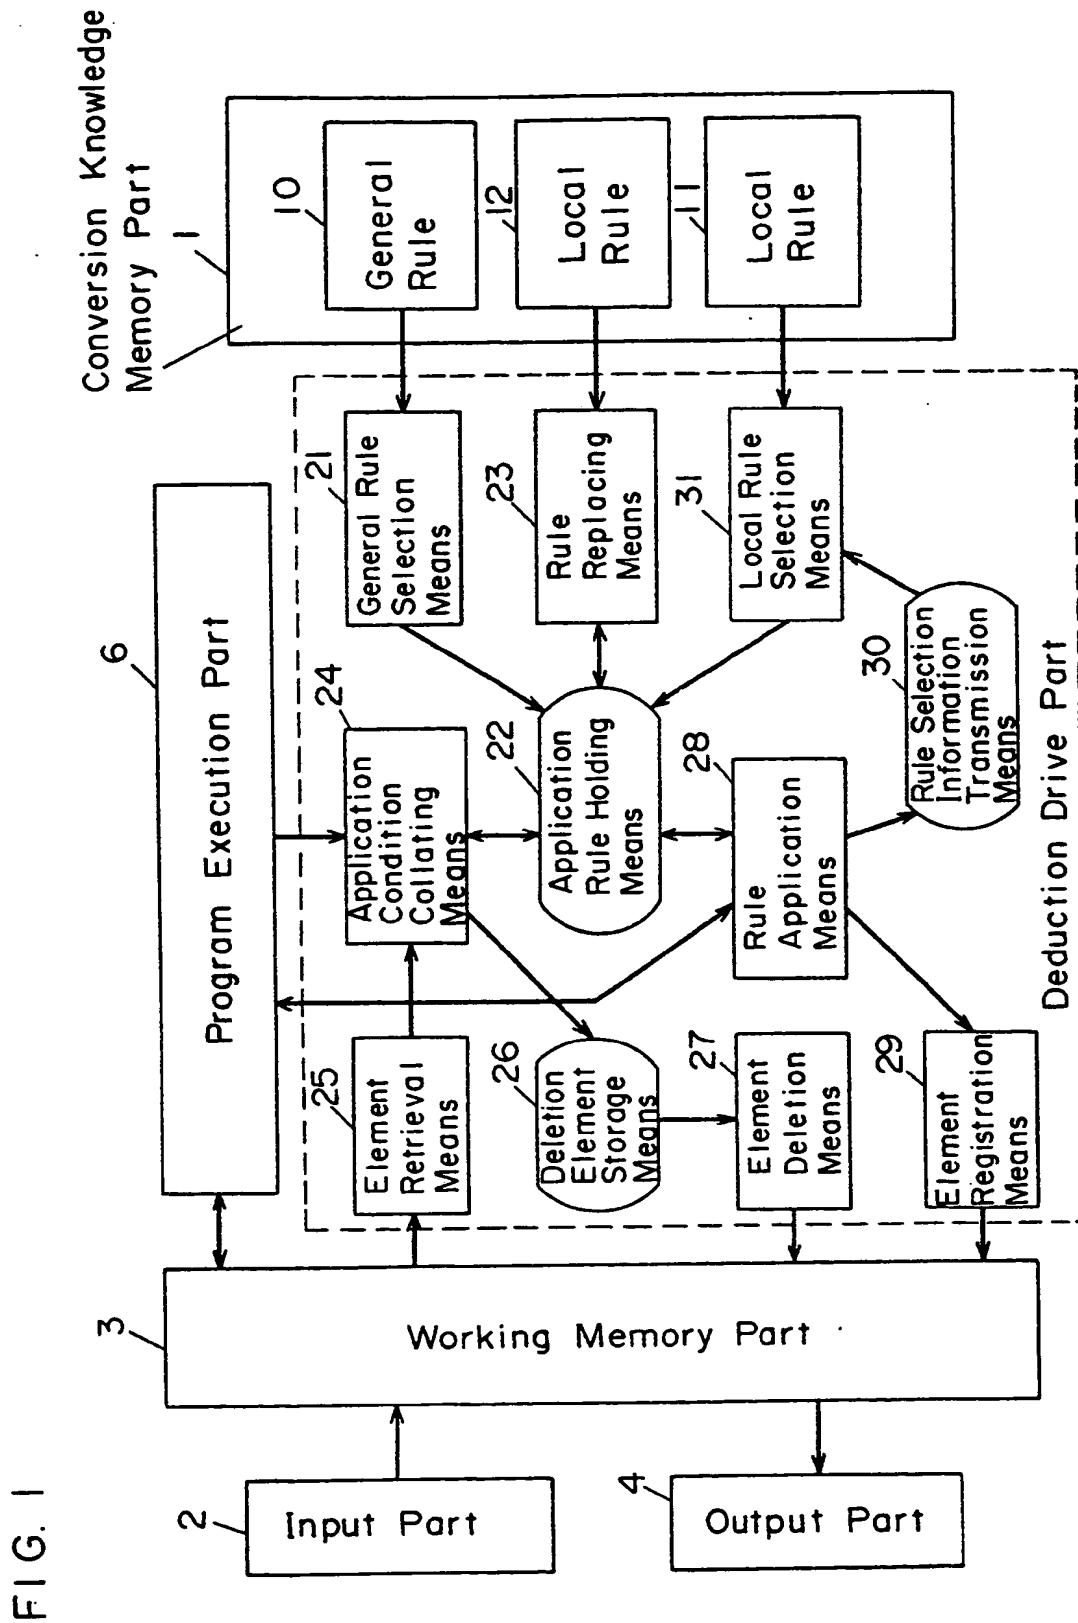 FIG. 1
Conversion Knowledge
Memory Part
1
10
General
Rule
12
Local
Rule
11
Local
Rule
6
Program Execution Part
21
General Rule
Selection
Means
23
Rule
Replacing
Means
31
Local Rule
Selection
Means
24
Application
Condition
Collating
Means
22
Application
Rule Holding
Means
28
Rule
Application
Means
30
Rule Selection
Information
Transmission
Means
25
Element
Retrieval
Means
26
Deletion
Element
Storage
Means
27
Element
Deletion
Means
29
Element
Registration
Means
Deduction Drive Part
3
Working Memory Part
2
Input Part
4
Output Part